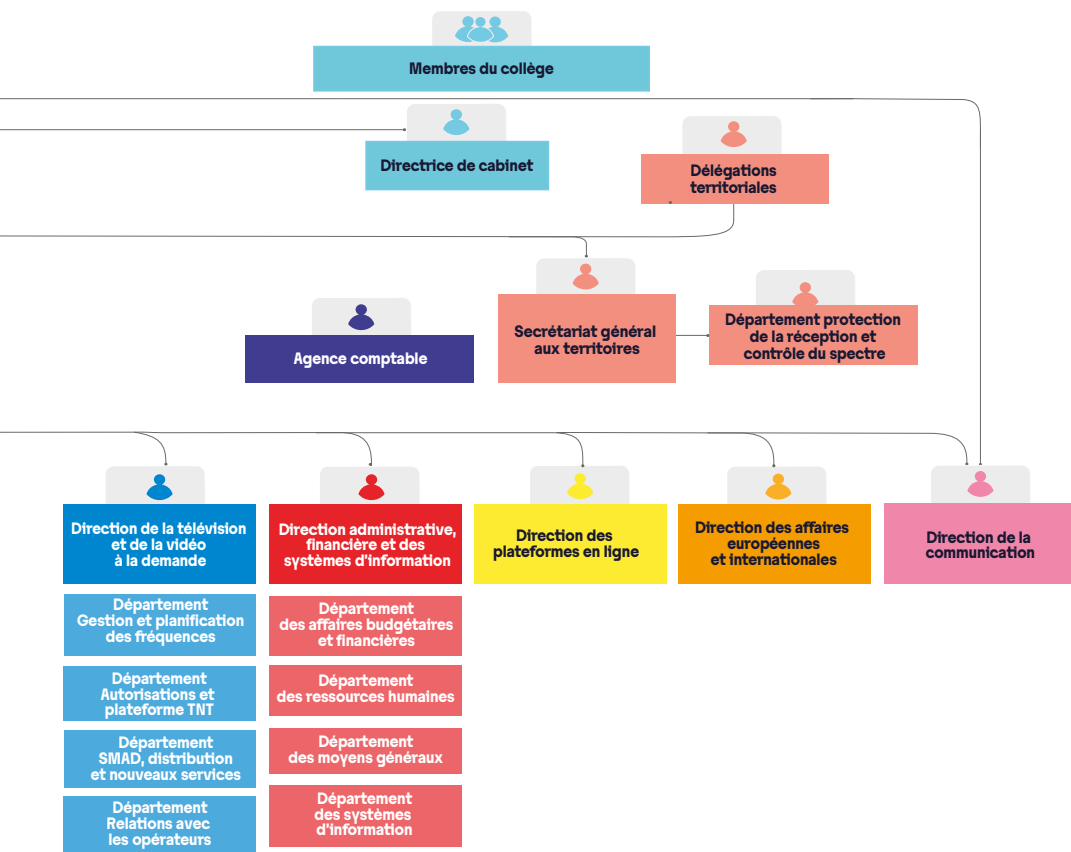 Membres du collège
Directrice de cabinet
Délégations
territoriales
Agence comptable
Secrétariat général
aux territoires
Département protection
de la réception et
contrôle du spectre
Direction de la télévision
et de la vidéo
à la demande
Département
Gestion et planification
des fréquences
Département
Autorisations et
plateforme TNT
Département
SMAD, distribution
et nouveaux services
Département
Relations avec
les opérateurs
Direction administrative,
financière et des
systèmes d'information
Département
des affaires budgétaires
et financières
Département
des ressources humaines
Département
des moyens généraux
Département
des systèmes
d'information
Direction des
plateformes en ligne
Direction des affaires
européennes
et internationales
Direction de la
communication